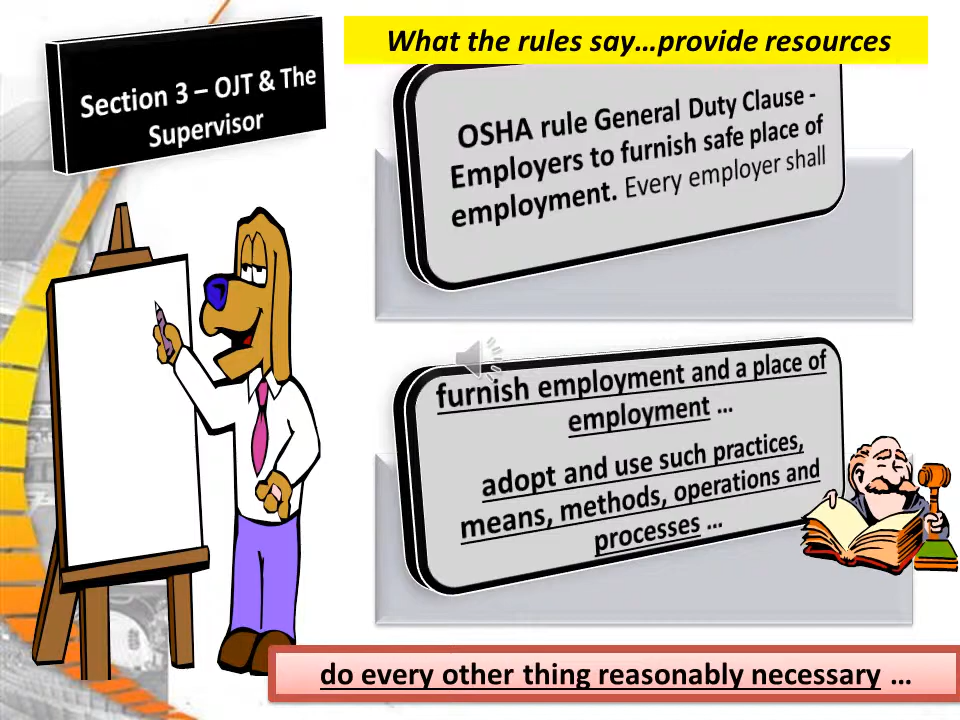 What the rules say…provide resources
Section 3 – OJT & The
Supervisor
OSHA rule General Duty Clause -
Employers to furnish safe place of
employment. Every employer shall
furnish employment and a place of
employment …
adopt and use such practices,
means, methods, operations and
processes …
do every other thing reasonably necessary …